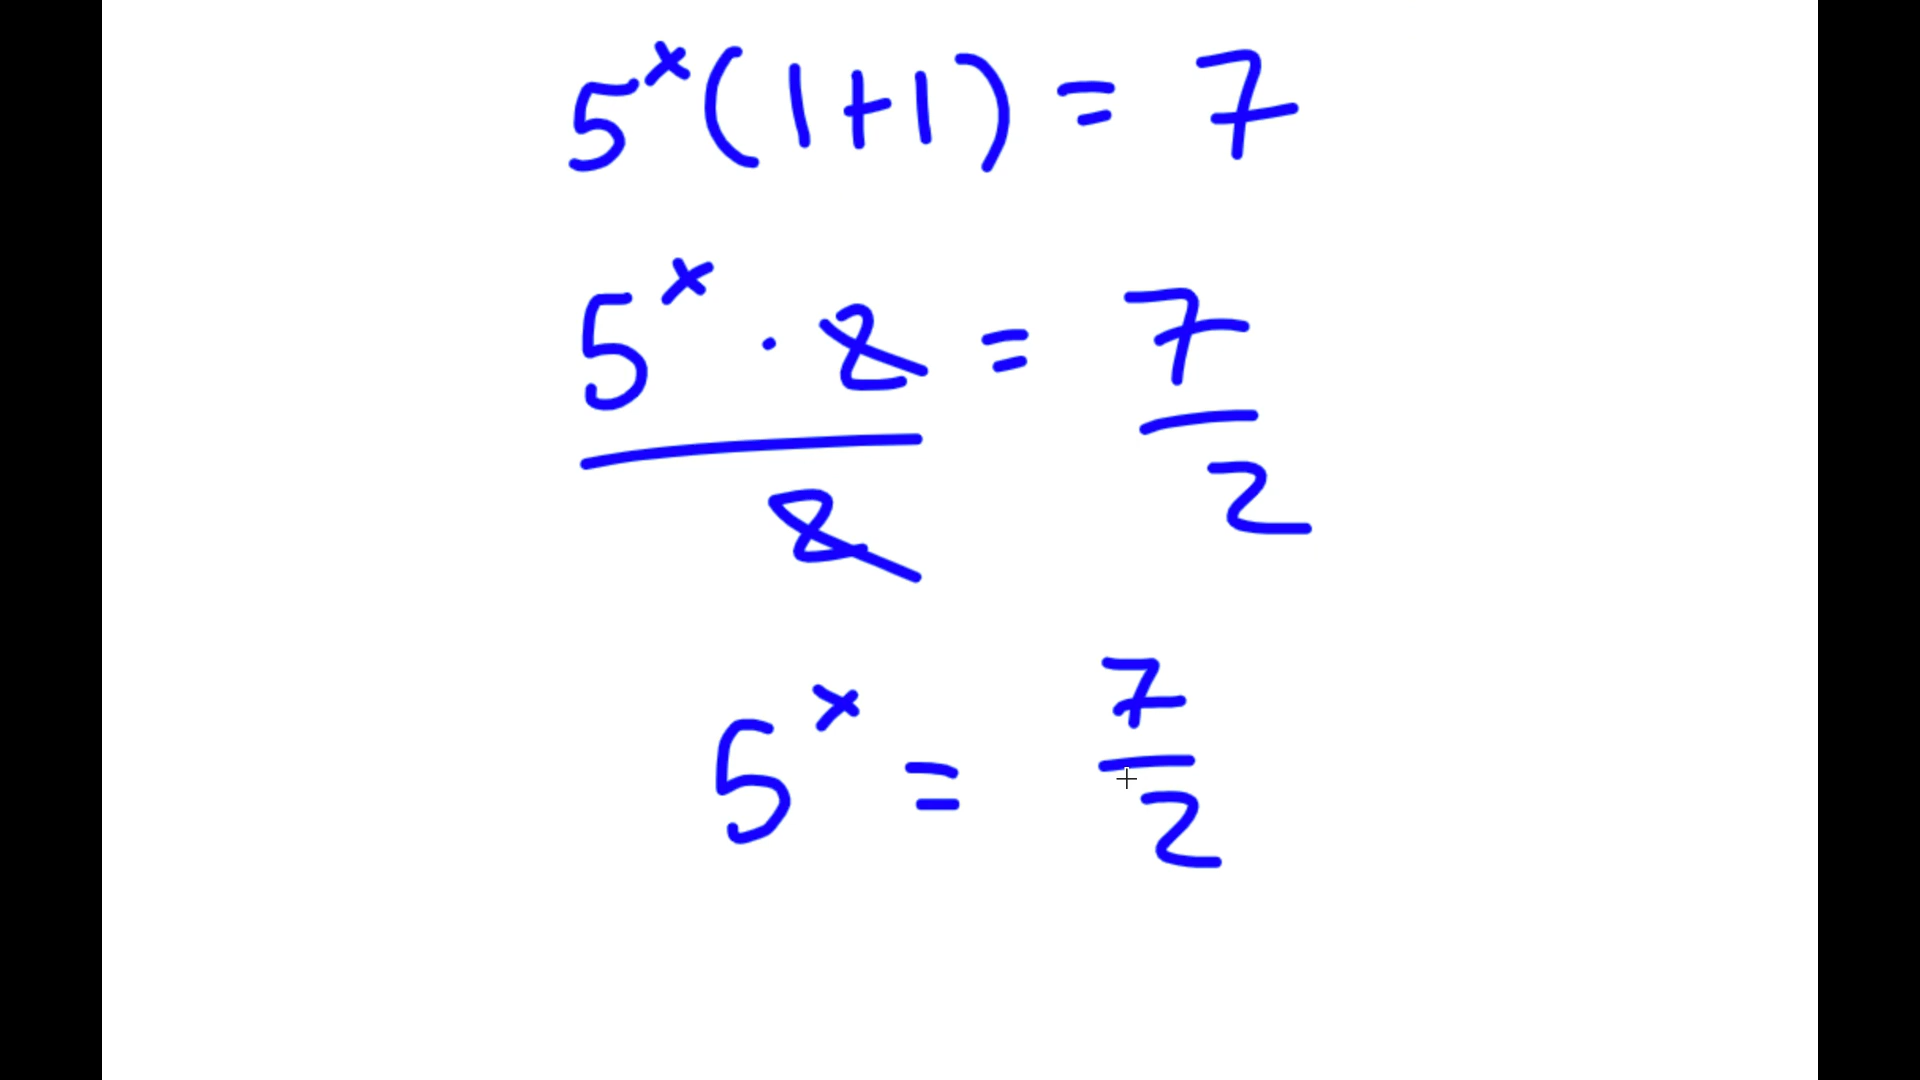 5^x (1+1) = 7
5^x · 2 / 2 = 7 / 2
5^x = 7 / 2